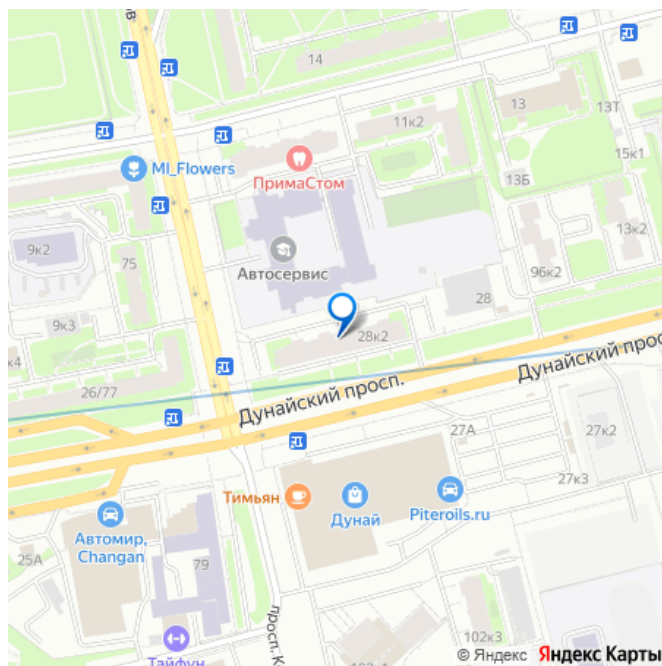 14
13
13Т
11к2
15к1
MI_Flowers
ПримаСтом
13Б
9к2
75
Автосервис
13к2
96к2
28
9к3
28к2
к4
26/77
Дунайский просп.
Дунайский прос
27А
27к2
Тимьян
Дунай
Piteroils.ru
27к3
Автомир,
Changan
25А
79
просп. К
Тайфун
102к3
© Яндекс Яндекс Карты